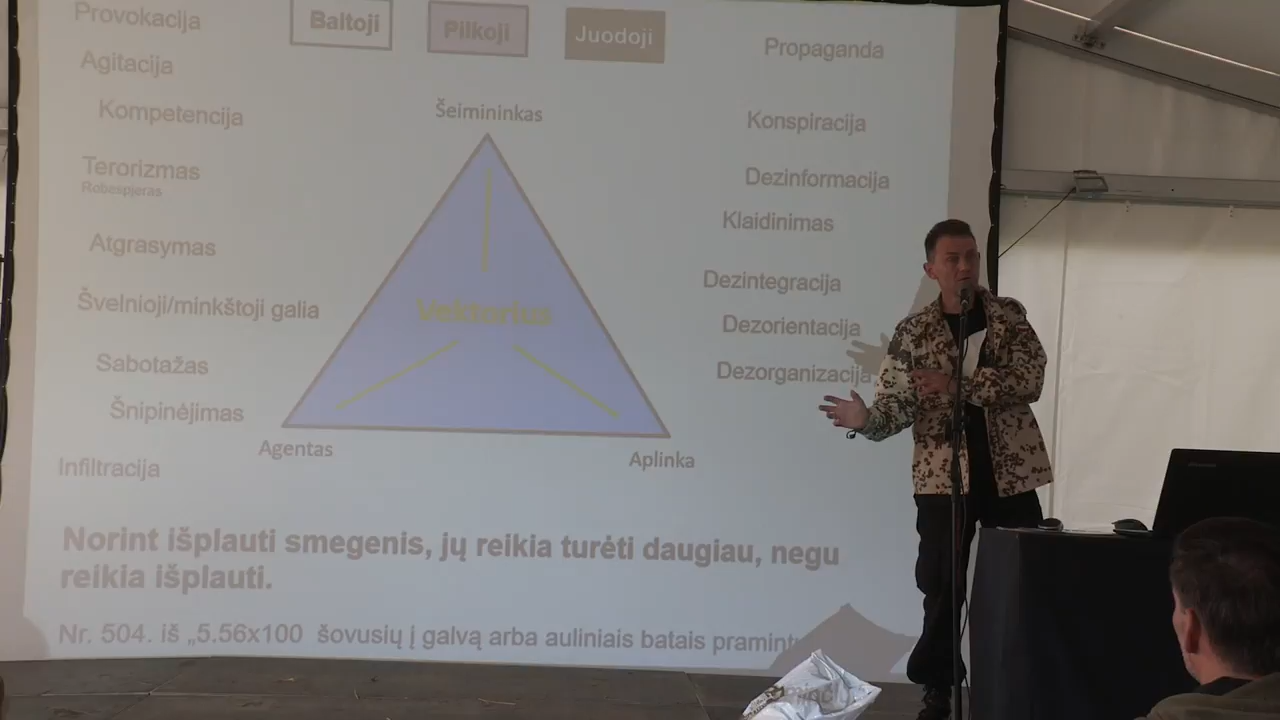 Provokacija
Baltoji
Pilkoji
Juodoji
Propaganda
Agitacija
Kompetencija
Šeimininkas
Konspiracija
Terorizmas
Robespjeras
Dezinformacija
Atgrasymas
Klaidinimas
Švelnioji/minkštoji galia
Vektorius
Dezintegracija
Dezorientacija
Sabotažas
Dezorganizacija
Šnipinėjimas
Agentas
Aplinka
Infiltracija
Norint išplauti smegenis, jų reikia turėti daugiau, negu
reikia išplauti.
Nr. 504. iš „5.56x100 šovusių į galvą arba auliniais batais